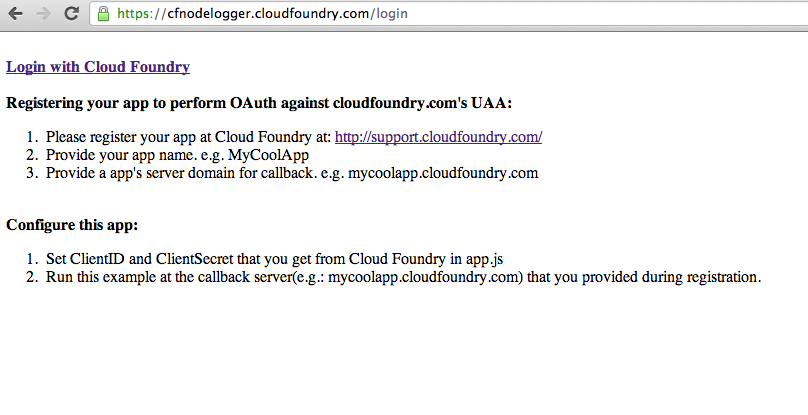 https://cfnodelogger.cloudfoundry.com/login
Login with Cloud Foundry
Registering your app to perform OAuth against cloudfoundry.com's UAA:
1. Please register your app at Cloud Foundry at: http://support.cloudfoundry.com/
2. Provide your app name. e.g. MyCoolApp
3. Provide a app's server domain for callback. e.g. mycoolapp.cloudfoundry.com
Configure this app:
1. Set ClientID and ClientSecret that you get from Cloud Foundry in app.js
2. Run this example at the callback server(e.g.: mycoolapp.cloudfoundry.com) that you provided during registration.